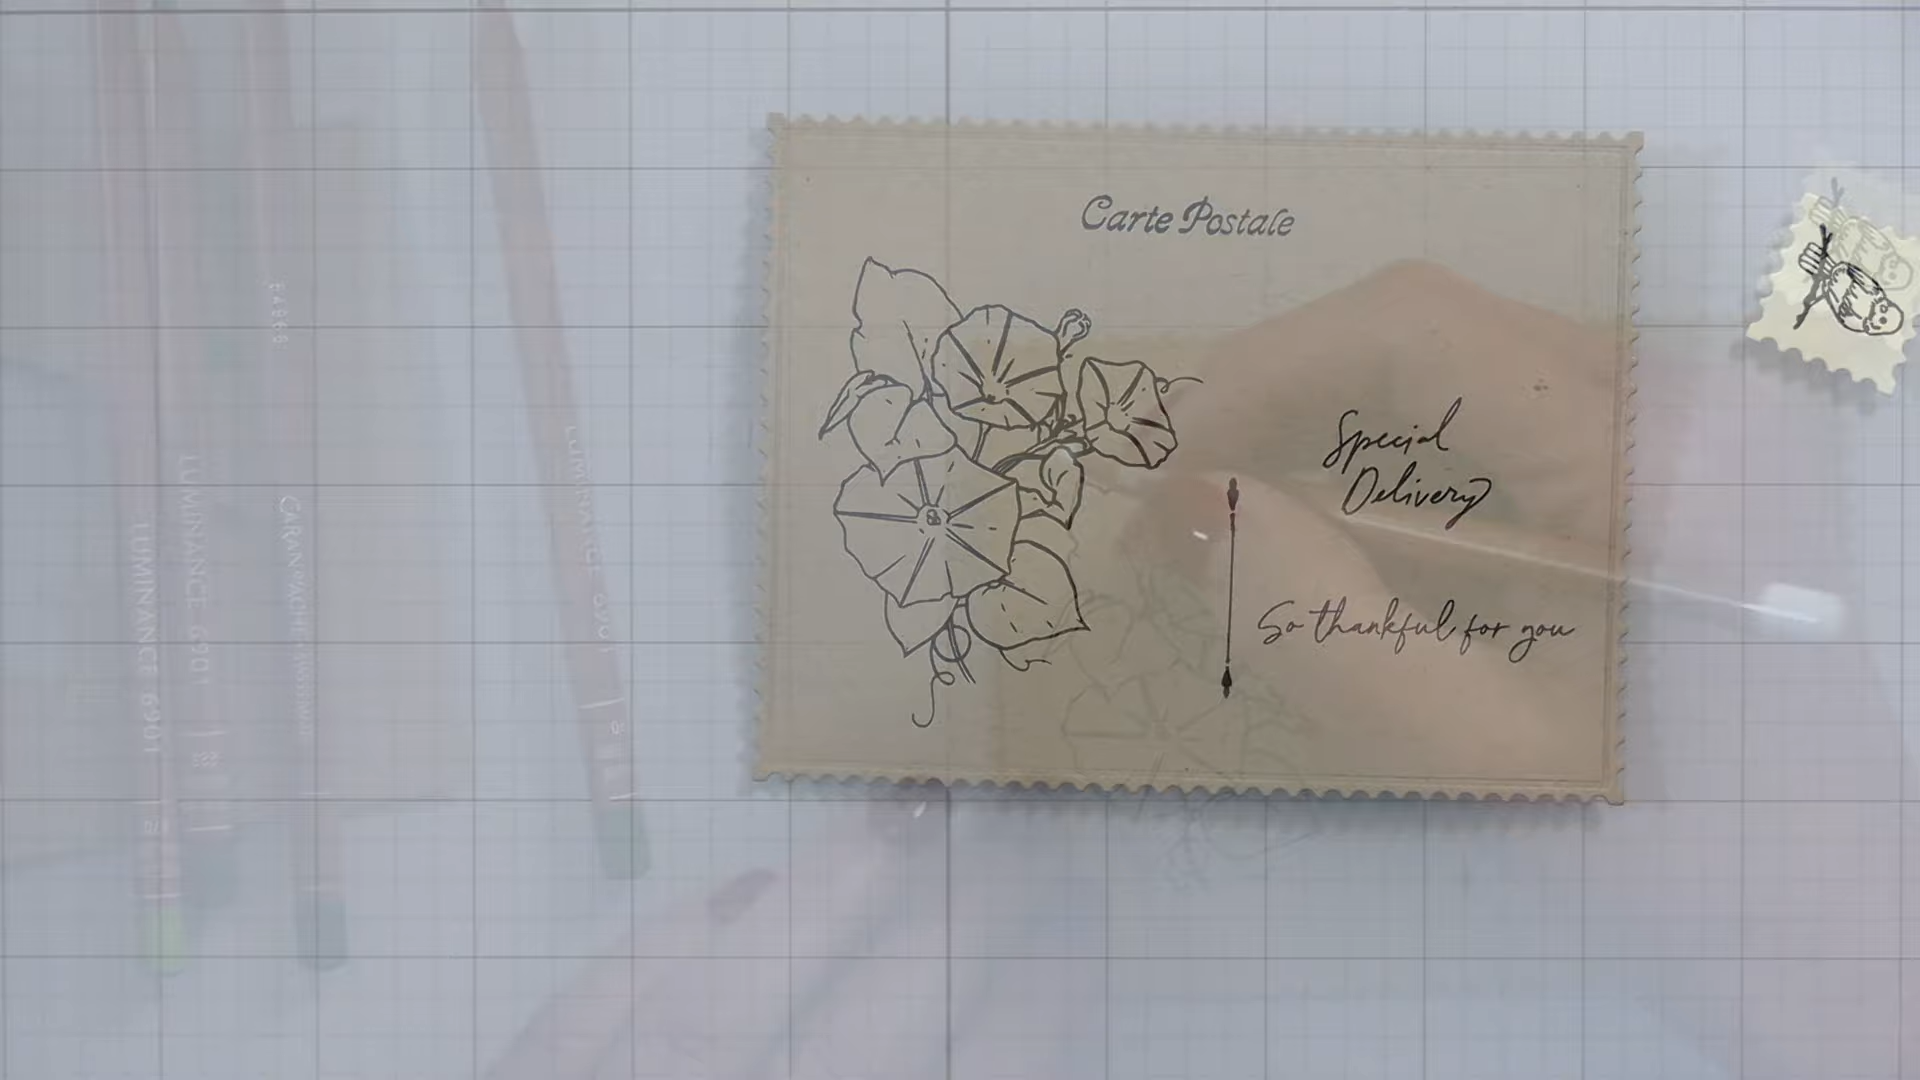 Carte Postale
Special
Delivery
So thankful for you
LUMINANCE 6901
LUMINANCE 6901
CARAN D'ACHE
LUMINANCE 6901